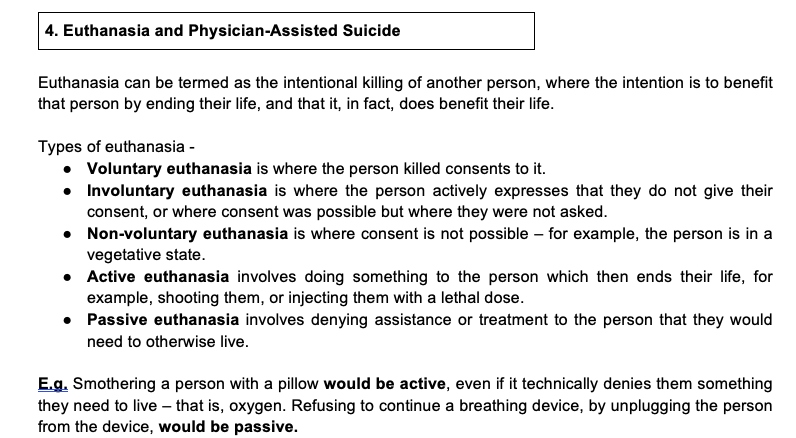 4. Euthanasia and Physician-Assisted Suicide
Euthanasia can be termed as the intentional killing of another person, where the intention is to benefit
that person by ending their life, and that it, in fact, does benefit their life.
Types of euthanasia -
● Voluntary euthanasia is where the person killed consents to it.
● Involuntary euthanasia is where the person actively expresses that they do not give their
consent, or where consent was possible but where they were not asked.
● Non-voluntary euthanasia is where consent is not possible – for example, the person is in a
vegetative state.
● Active euthanasia involves doing something to the person which then ends their life, for
example, shooting them, or injecting them with a lethal dose.
● Passive euthanasia involves denying assistance or treatment to the person that they would
need to otherwise live.
E.g. Smothering a person with a pillow would be active, even if it technically denies them something
they need to live – that is, oxygen. Refusing to continue a breathing device, by unplugging the person
from the device, would be passive.